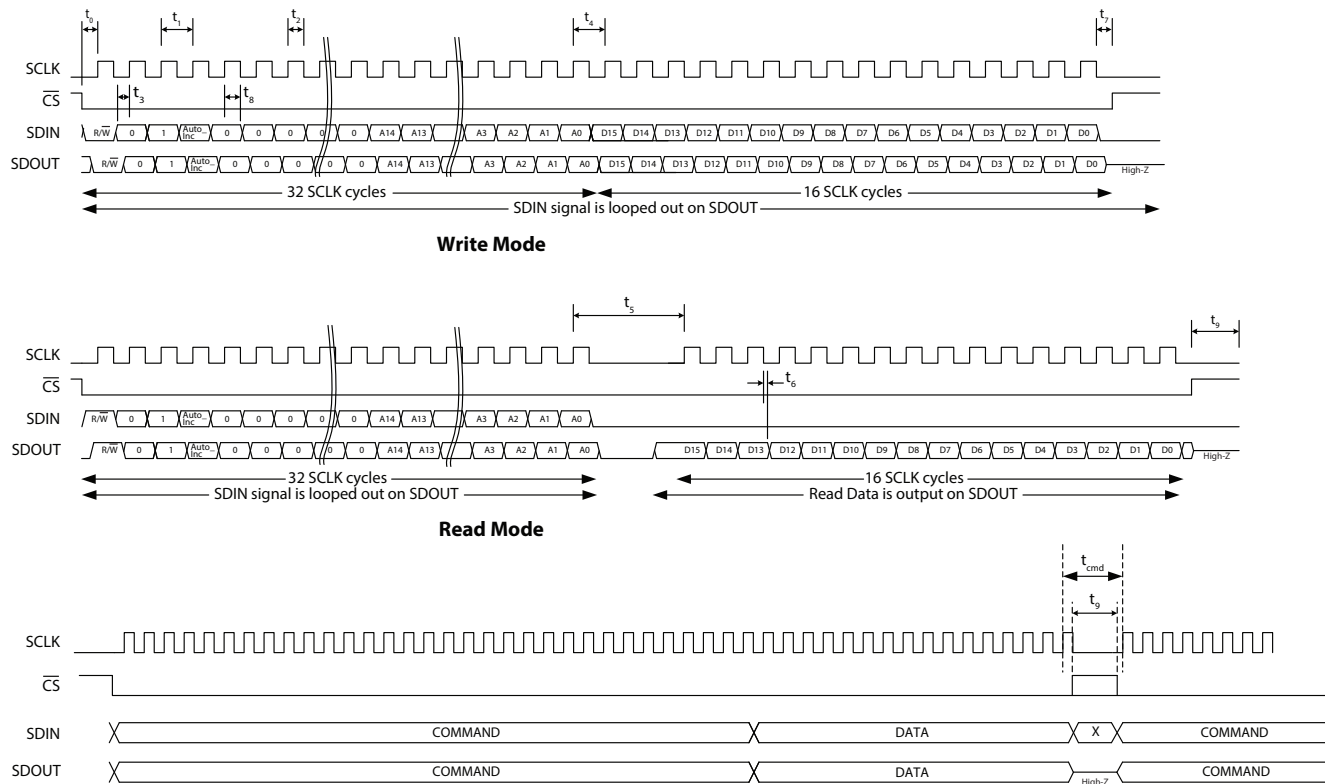 t0 t1 t2 t4 t7
SCLK
t3 t8
CS
SDIN R/W 0 1 Auto_Inc 0 0 0 0 0 A14 A13 A3 A2 A1 A0 D15 D14 D13 D12 D11 D10 D9 D8 D7 D6 D5 D4 D3 D2 D1 D0
SDOUT R/W 0 1 Auto_Inc 0 0 0 0 0 A14 A13 A3 A2 A1 A0 D15 D14 D13 D12 D11 D10 D9 D8 D7 D6 D5 D4 D3 D2 D1 D0 High-Z
32 SCLK cycles 16 SCLK cycles
SDIN signal is looped out on SDOUT
Write Mode
t5 t9
SCLK
CS t6
SDIN R/W 0 1 Auto_Inc 0 0 0 0 0 A14 A13 A3 A2 A1 A0
SDOUT R/W 0 1 Auto_Inc 0 0 0 0 0 A14 A13 A3 A2 A1 A0 D15 D14 D13 D12 D11 D10 D9 D8 D7 D6 D5 D4 D3 D2 D1 D0 High-Z
32 SCLK cycles 16 SCLK cycles
SDIN signal is looped out on SDOUT Read Data is output on SDOUT
Read Mode
tcmd
t9
SCLK
CS
SDIN COMMAND DATA X COMMAND
SDOUT COMMAND DATA High-Z COMMAND